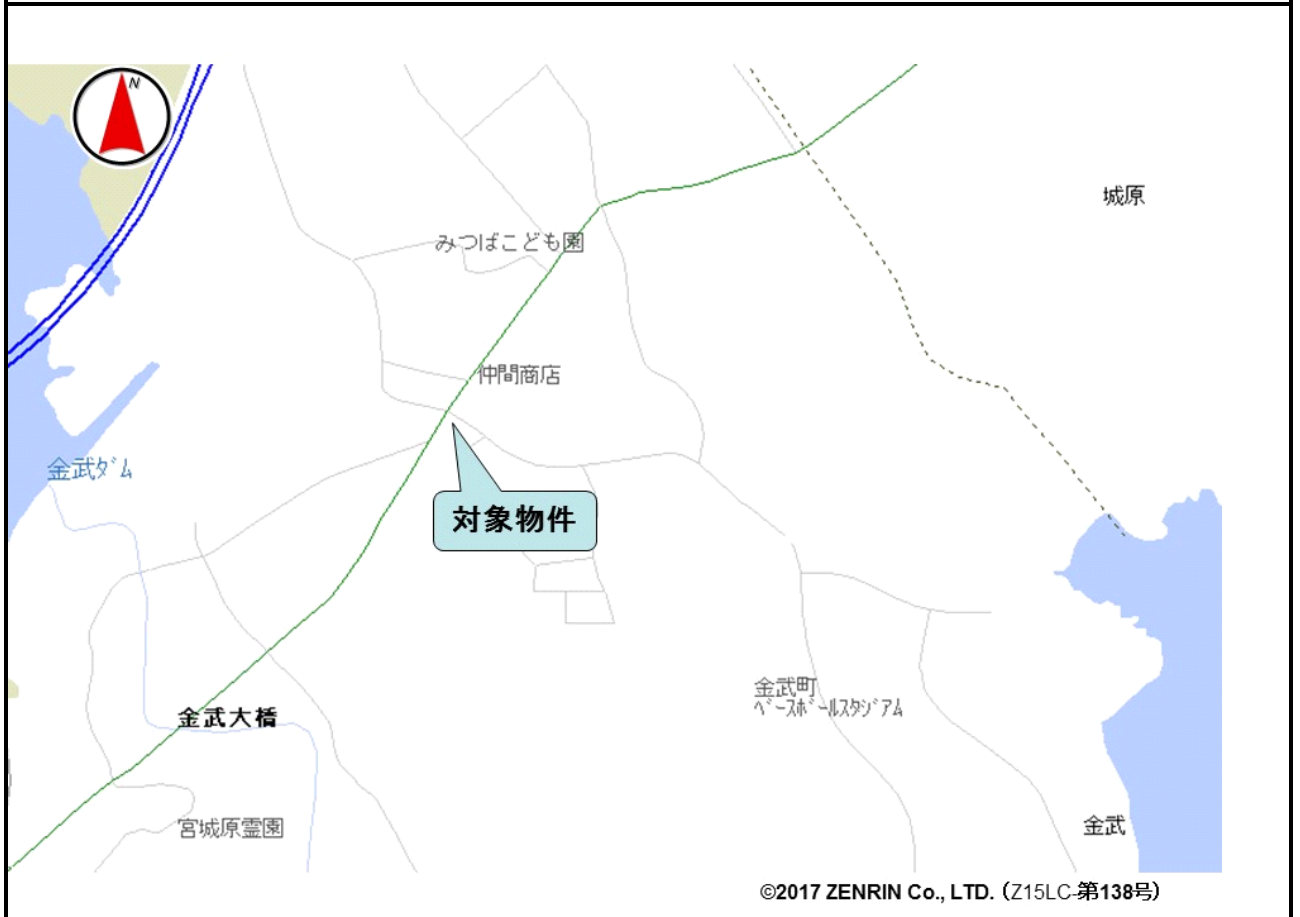 N
城原
みつばこども園
仲間商店
金武ダム
対象物件
金武町
ベースボールスタジアム
金武大橋
宮城原霊園
金武
©2017 ZENRIN Co., LTD. (Z15LC-第138号)